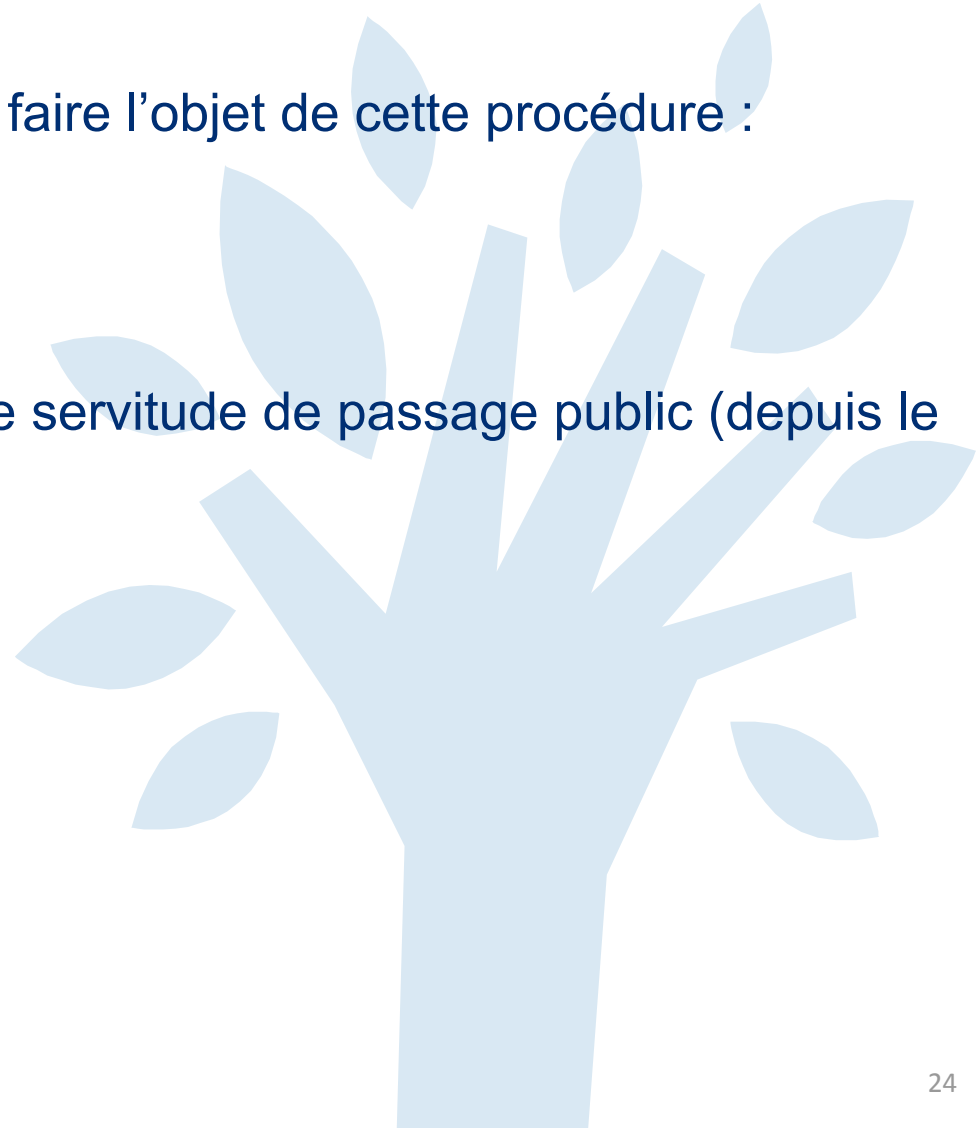 faire l’objet de cette procédure :
e servitude de passage public (depuis le
24